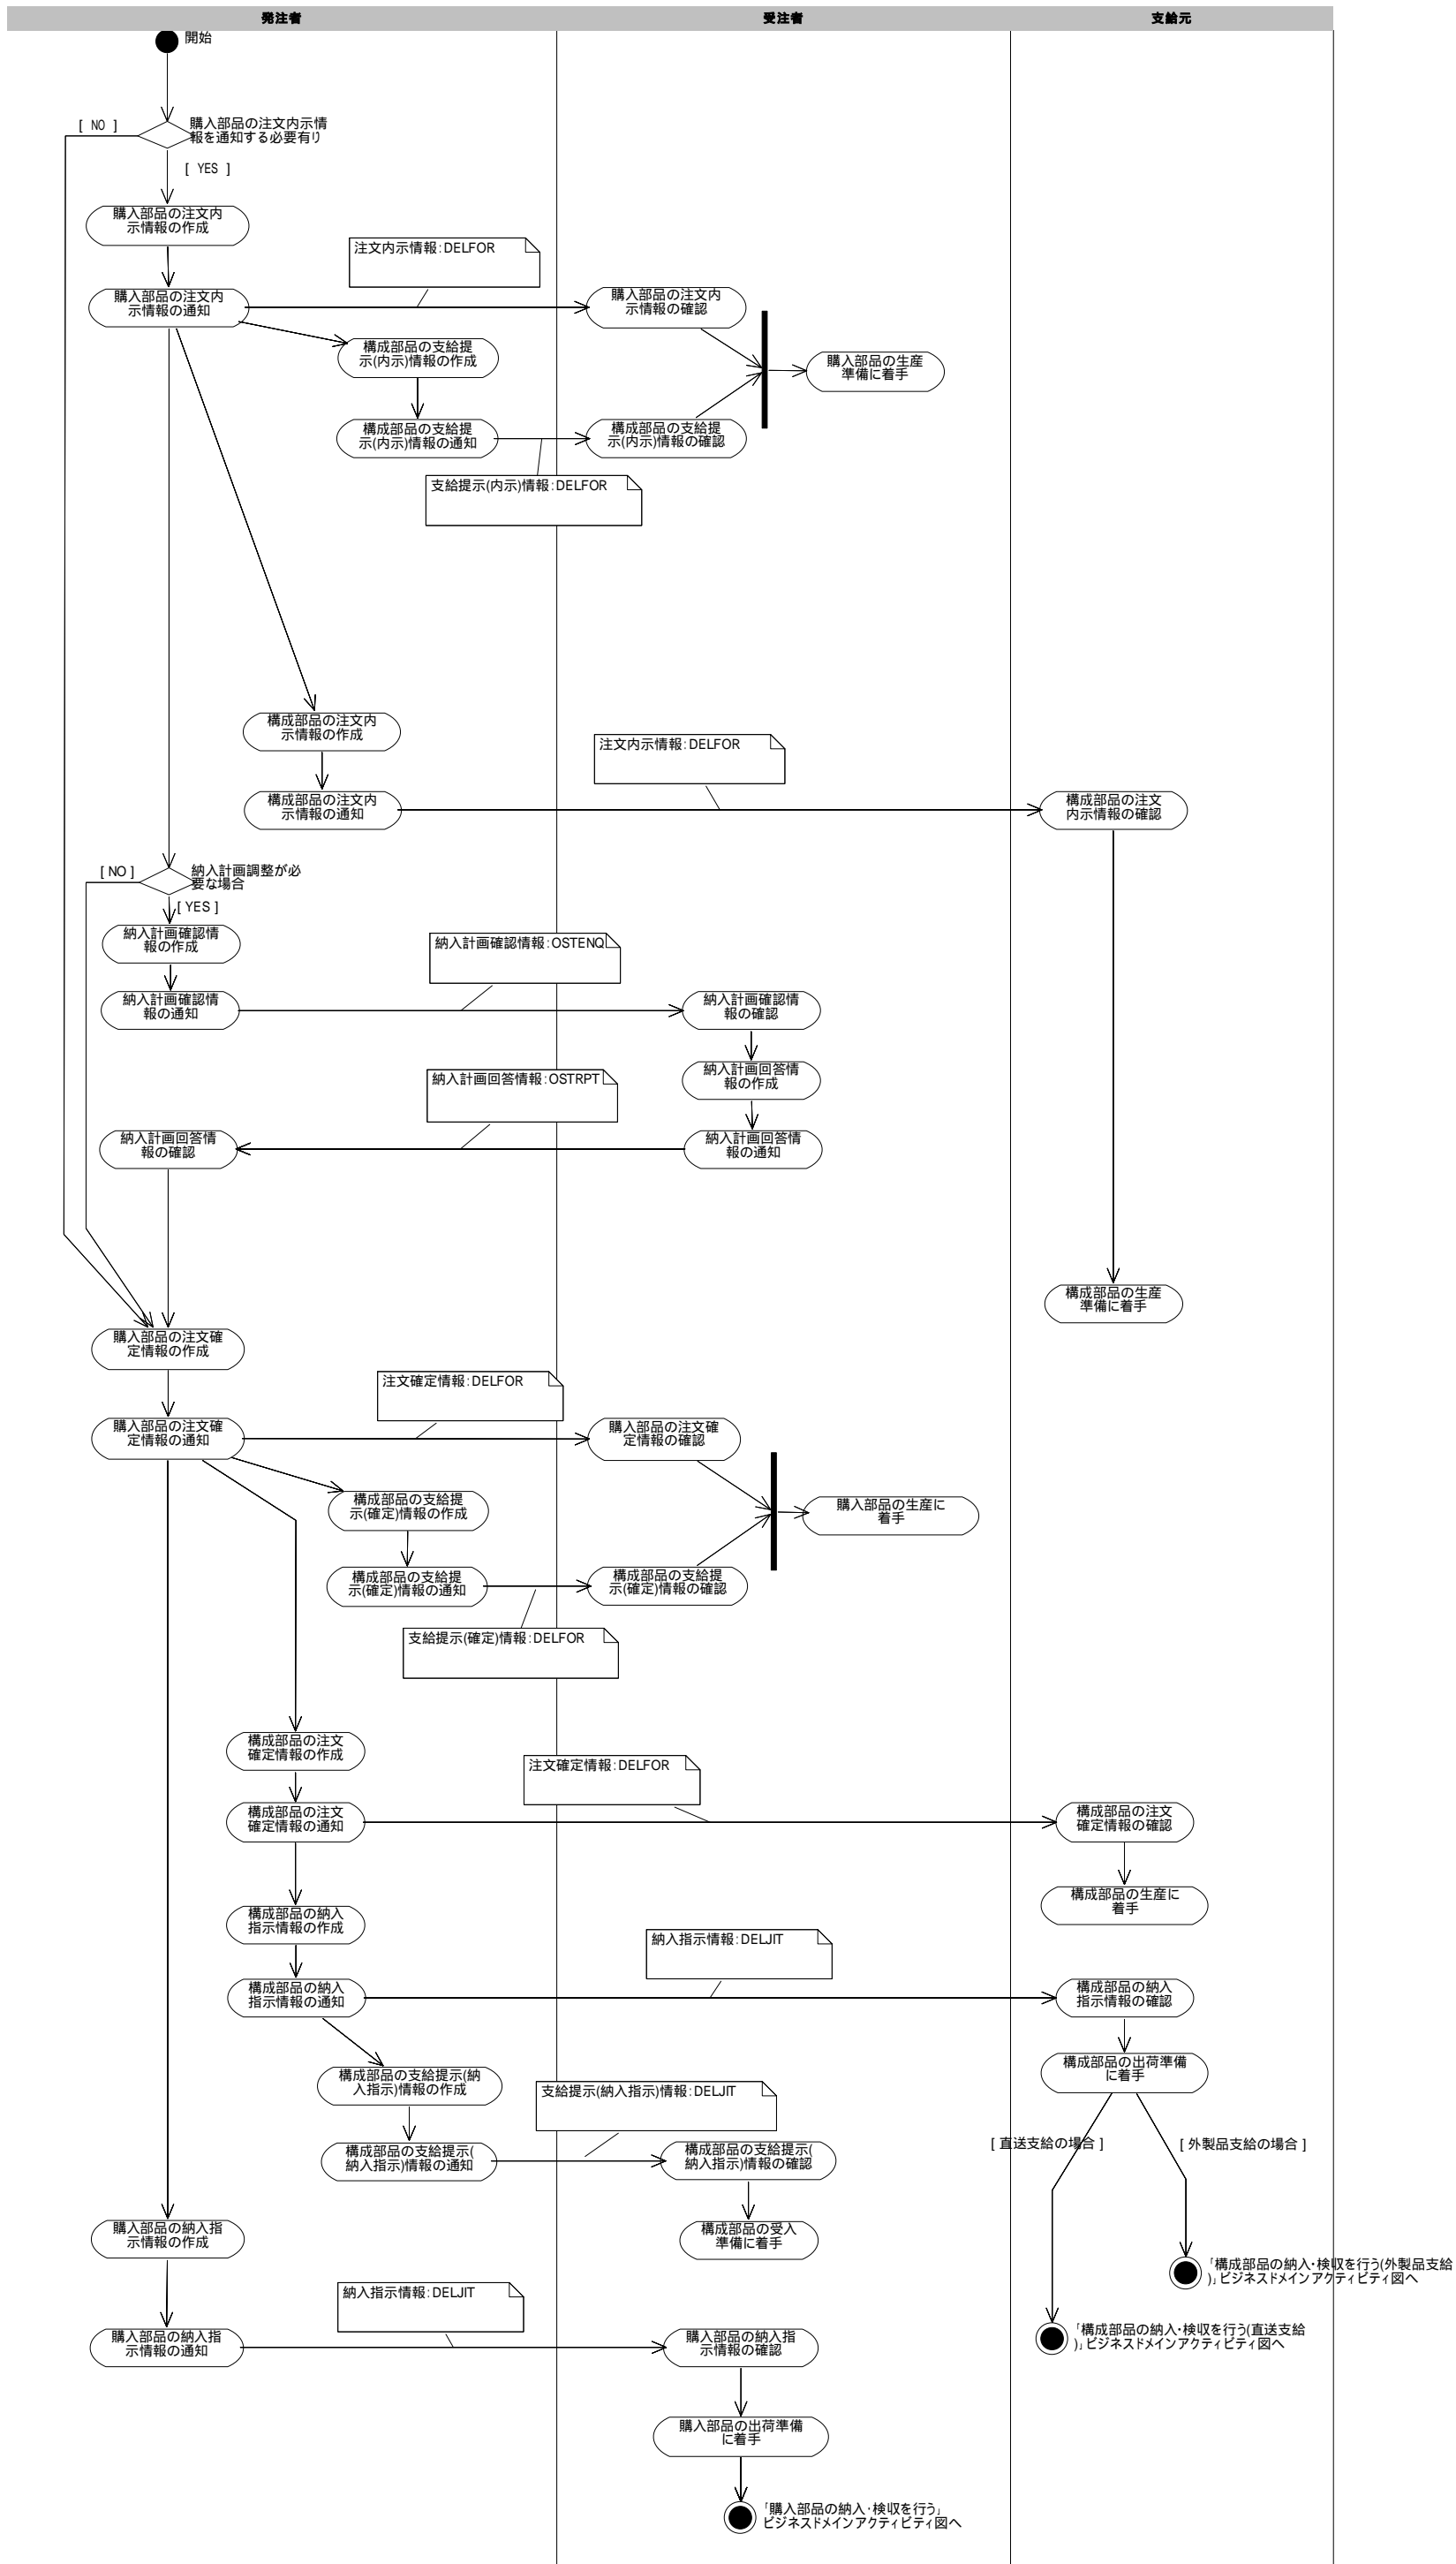 発注者
受注者
支給元
開始
[ NO ]
購入部品の注文内示情
報を通知する必要有り
[ YES ]
購入部品の注文内
示情報の作成
注文内示情報:DELFOR
購入部品の注文内
示情報の通知
購入部品の注文内
示情報の確認
構成部品の支給提
示(内示)情報の作成
購入部品の生産
準備に着手
構成部品の支給提
示(内示)情報の通知
構成部品の支給提
示(内示)情報の確認
支給提示(内示)情報:DELFOR
構成部品の注文内
示情報の作成
注文内示情報:DELFOR
構成部品の注文内
示情報の通知
構成部品の注文
内示情報の確認
[ NO ]
納入計画調整が必
要な場合
[ YES ]
納入計画確認情
報の作成
納入計画確認情報:OSTENQ
納入計画確認情
報の通知
納入計画確認情
報の確認
納入計画回答情
報の作成
納入計画回答情報:OSTRPT
納入計画回答情
報の確認
納入計画回答情
報の通知
構成部品の生産
準備に着手
購入部品の注文確
定情報の作成
注文確定情報:DELFOR
購入部品の注文確
定情報の通知
購入部品の注文確
定情報の確認
構成部品の支給提
示(確定)情報の作成
購入部品の生産に
着手
構成部品の支給提
示(確定)情報の通知
構成部品の支給提
示(確定)情報の確認
支給提示(確定)情報:DELFOR
構成部品の注文
確定情報の作成
注文確定情報:DELFOR
構成部品の注文
確定情報の通知
構成部品の注文
確定情報の確認
構成部品の生産に
着手
構成部品の納入
指示情報の作成
納入指示情報:DELJIT
構成部品の納入
指示情報の通知
構成部品の納入
指示情報の確認
構成部品の出荷準備
に着手
構成部品の支給提示(納
入指示)情報の作成
支給提示(納入指示)情報:DELJIT
[ 直送支給の場合 ]
[ 外製品支給の場合 ]
構成部品の支給提示(
納入指示)情報の通知
構成部品の支給提示(
納入指示)情報の確認
購入部品の納入指
示情報の作成
構成部品の受入
準備に着手
「構成部品の納入・検収を行う(外製品支給
)」ビジネスドメインアクティビティ図へ
納入指示情報:DELJIT
「構成部品の納入・検収を行う(直送支給
)」ビジネスドメインアクティビティ図へ
購入部品の納入指
示情報の通知
購入部品の納入指
示情報の確認
購入部品の出荷準備
に着手
「購入部品の納入・検収を行う」
ビジネスドメインアクティビティ図へ